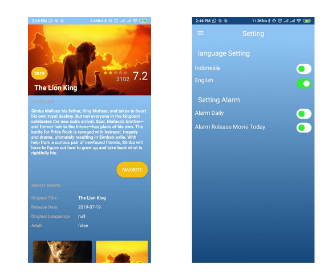 2019
2102
7.2
The Lion King
Simba idolises his father, King Mufasa, and takes to heart
his own royal destiny. But not everyone in the kingdom
celebrates the new cub's arrival. Scar, Mufasa's brother—
and former heir to the throne—has plans of his own. The
battle for Pride Rock is ravaged with betrayal, tragedy
and drama, ultimately resulting in Simba's exile. With
help from a curious pair of newfound friends, Simba will
have to figure out how to grow up and take back what is
rightfully his.
FAVORITE
ABOUT MOVIE
Original Title: The Lion King
Release Date: 2019-07-19
Original Language: null
Adult: false
2:46 PM
Setting
language Setting
Indonesia
English
Setting Alarm
Alarm Daily
Alarm Release Movie Today